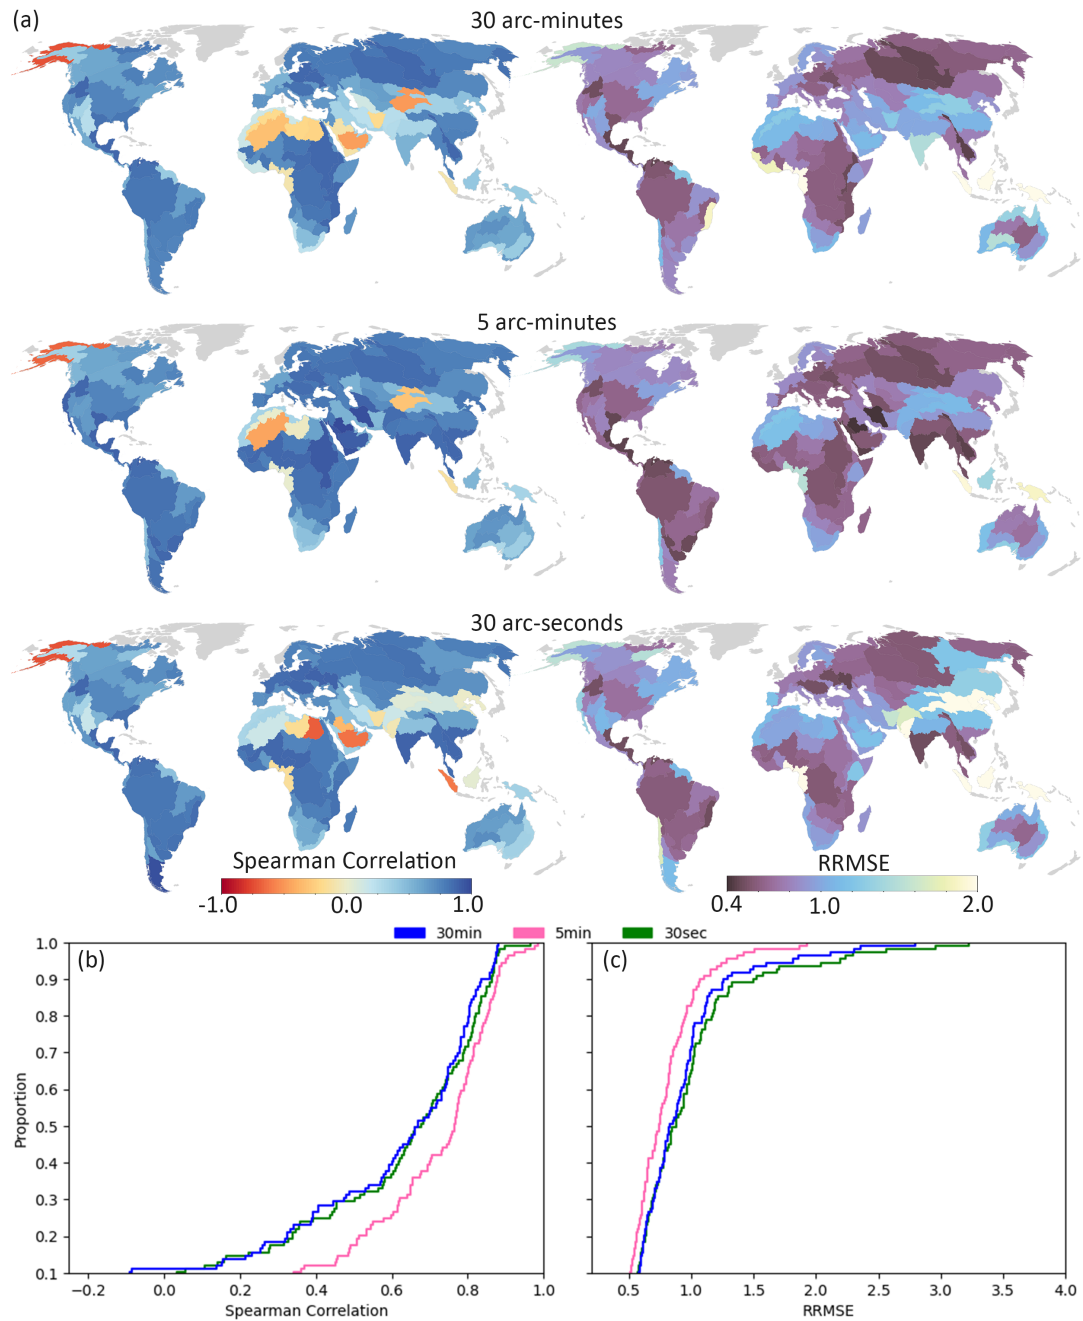 (a)
30 arc-minutes
5 arc-minutes
30 arc-seconds
Spearman Correlation
-1.0 0.0 1.0
RRMSE
0.4 1.0 2.0
30min 5min 30sec
(b)
1.0
0.9
0.8
0.7
0.6
0.5
0.4
0.3
0.2
0.1
Proportion
−0.2 0.0 0.2 0.4 0.6 0.8 1.0
Spearman Correlation
(c)
0.5 1.0 1.5 2.0 2.5 3.0 3.5 4.0
RRMSE